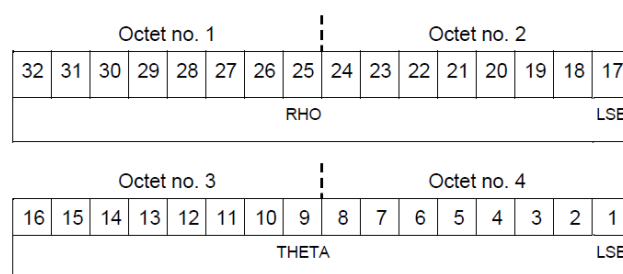 Octet no. 1 Octet no. 2
32 31 30 29 28 27 26 25 24 23 22 21 20 19 18 17
RHO LSB
Octet no. 3 Octet no. 4
16 15 14 13 12 11 10 9 8 7 6 5 4 3 2 1
THETA LSB